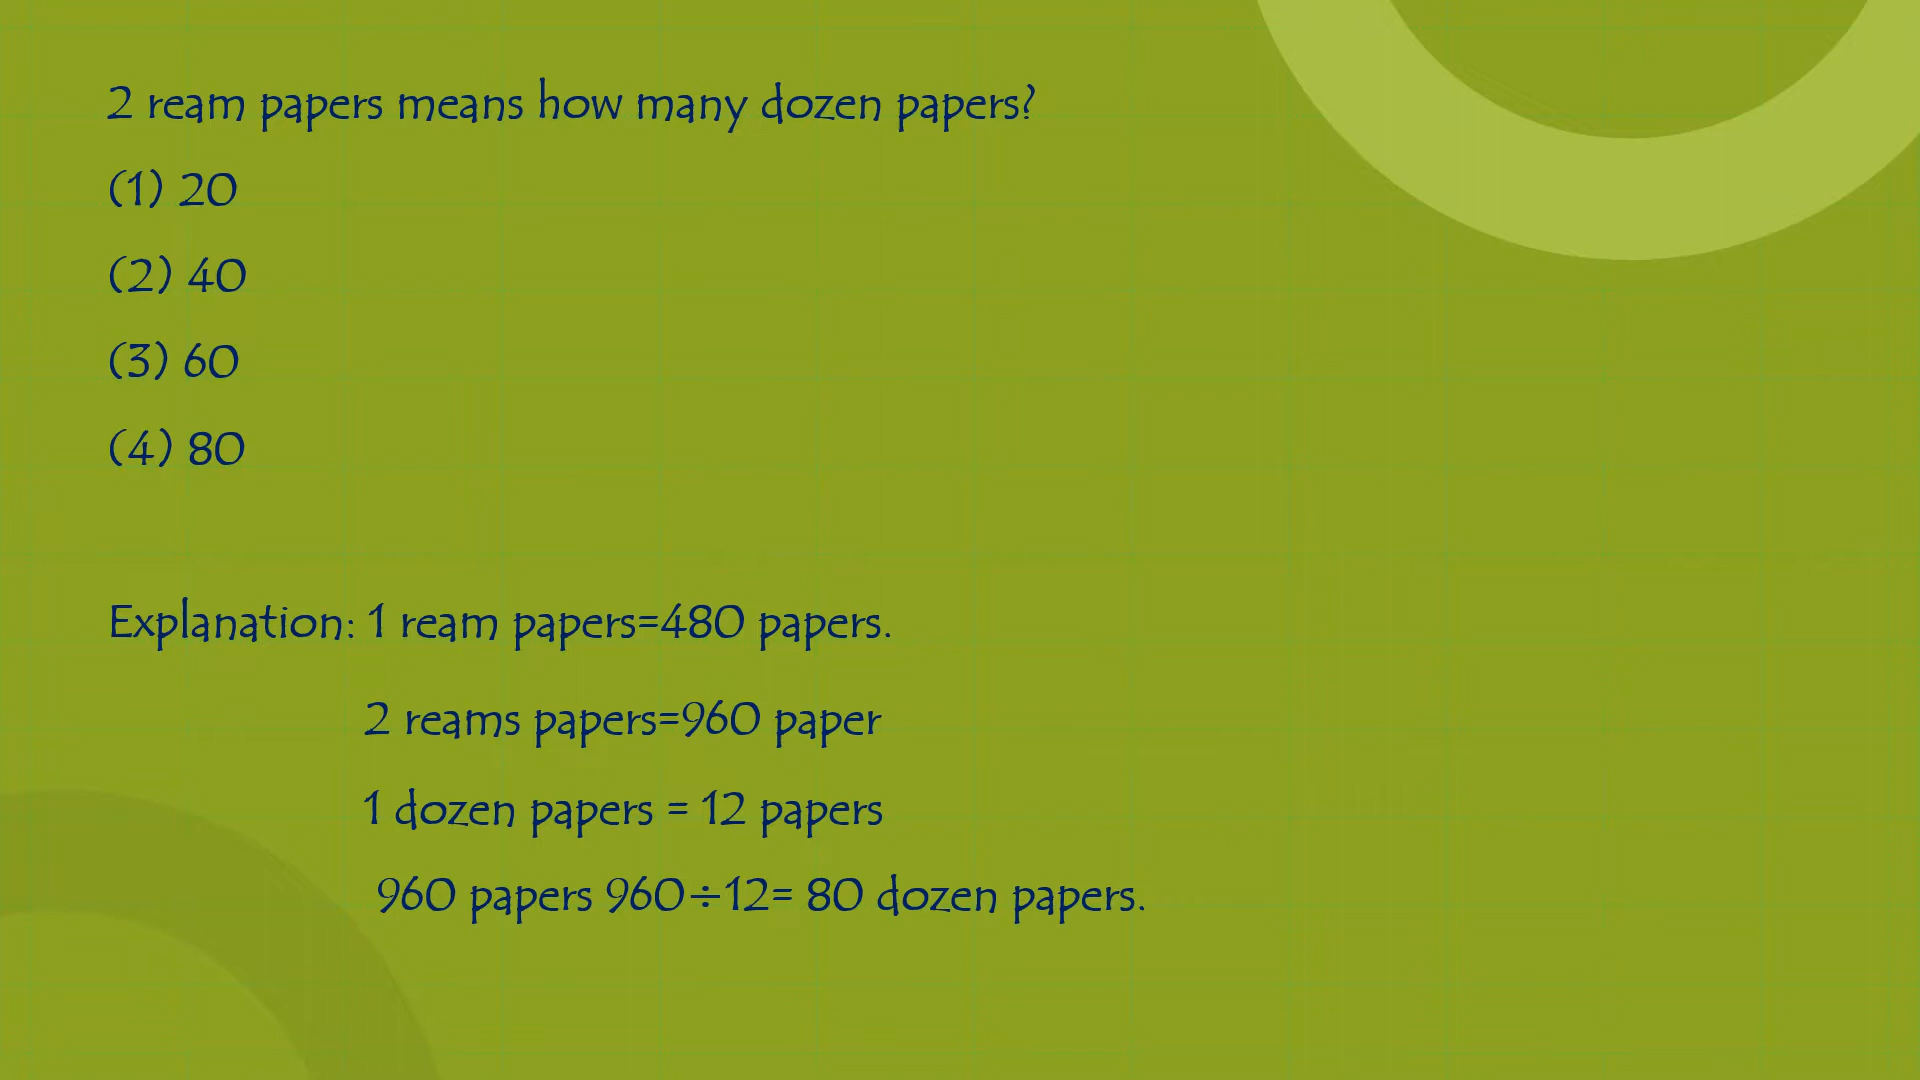 2 ream papers means how many dozen papers?
(1) 20
(2) 40
(3) 60
(4) 80
Explanation: 1 ream papers=480 papers.
2 reams papers=960 paper
1 dozen papers = 12 papers
960 papers 960÷12= 80 dozen papers.